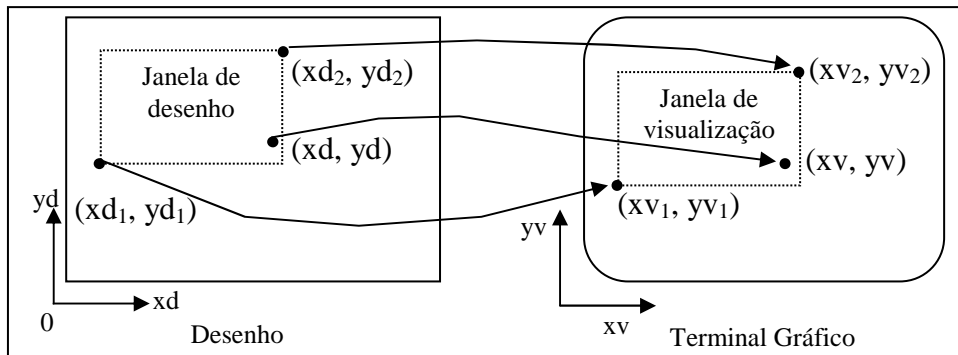 Janela de
desenho
(xd₂, yd₂)
(xd, yd)
(xd₁, yd₁)
yd
xd
0
Desenho
Janela de
visualização
(xv₂, yv₂)
(xv, yv)
(xv₁, yv₁)
yv
xv
Terminal Gráfico